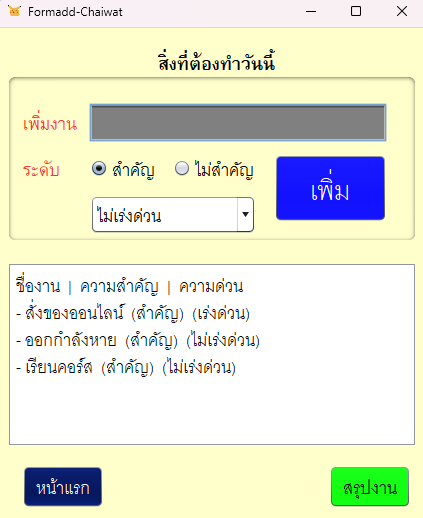 Formadd-Chaiwat
สิ่งที่ต้องทำวันนี้
เพิ่มงาน
ระดับ
สำคัญ
ไม่สำคัญ
เพิ่ม
ไม่เร่งด่วน
ชื่องาน | ความสำคัญ | ความด่วน
- สั่งของออนไลน์ (สำคัญ) (เร่งด่วน)
- ออกกำลังหาย (สำคัญ) (ไม่เร่งด่วน)
- เรียนคอร์ส (สำคัญ) (ไม่เร่งด่วน)
หน้าแรก
สรุปงาน